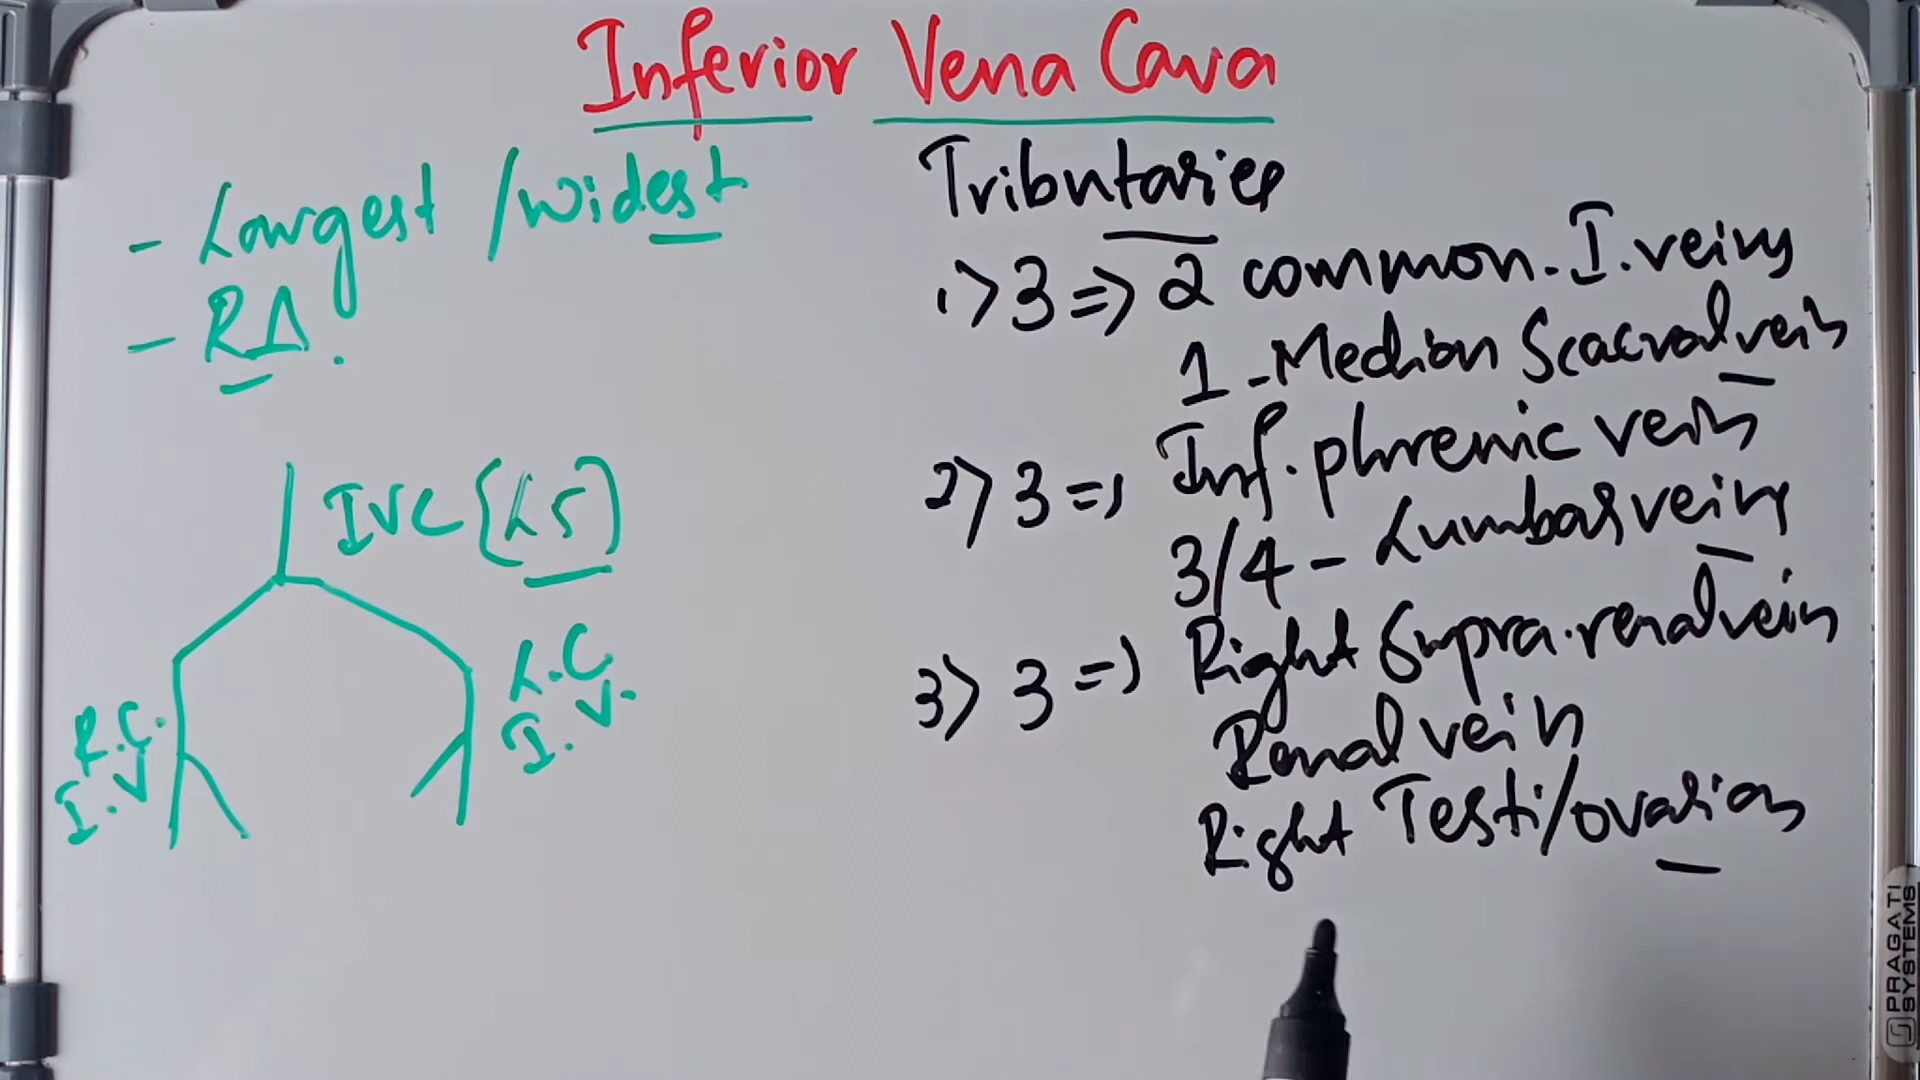 Inferior Vena Cava
- Largest / widest
- RA.
IVC [L5]
R.C.
I.V
L.C
I.V.
Tributaries
1) 3 => 2 common. I. veins
1 - Median Scacral vein
2) 3 => Inf. phrenic vein
3/4 - Lumbar veins
3) 3 => Right Supra.renal vein
Renal vein
Right Testi/ovarian
PRAGATI
SYSTEMS